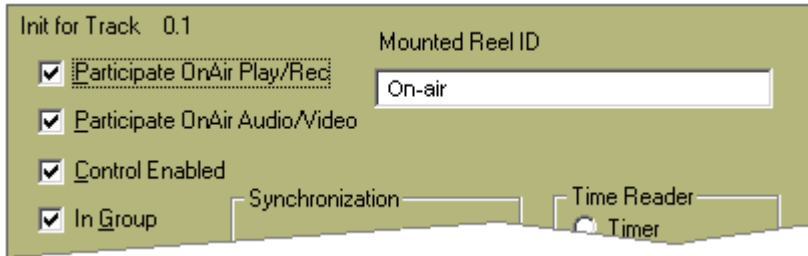 Init for Track 0.1
Mounted Reel ID
Participate OnAir Play/Rec
On-air
Participate OnAir Audio/Video
Control Enabled
In Group
Synchronization
Time Reader
Timer